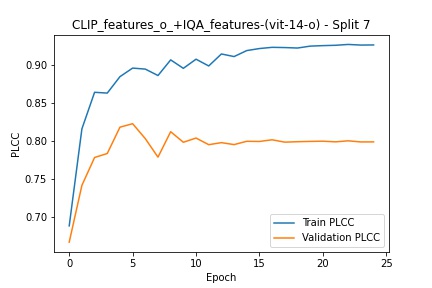 CLIP_features_o_+IQA_features-(vit-14-o) - Split 7
PLCC
0.90
0.85
0.80
0.75
0.70
Train PLCC
Validation PLCC
0 5 10 15 20 25
Epoch